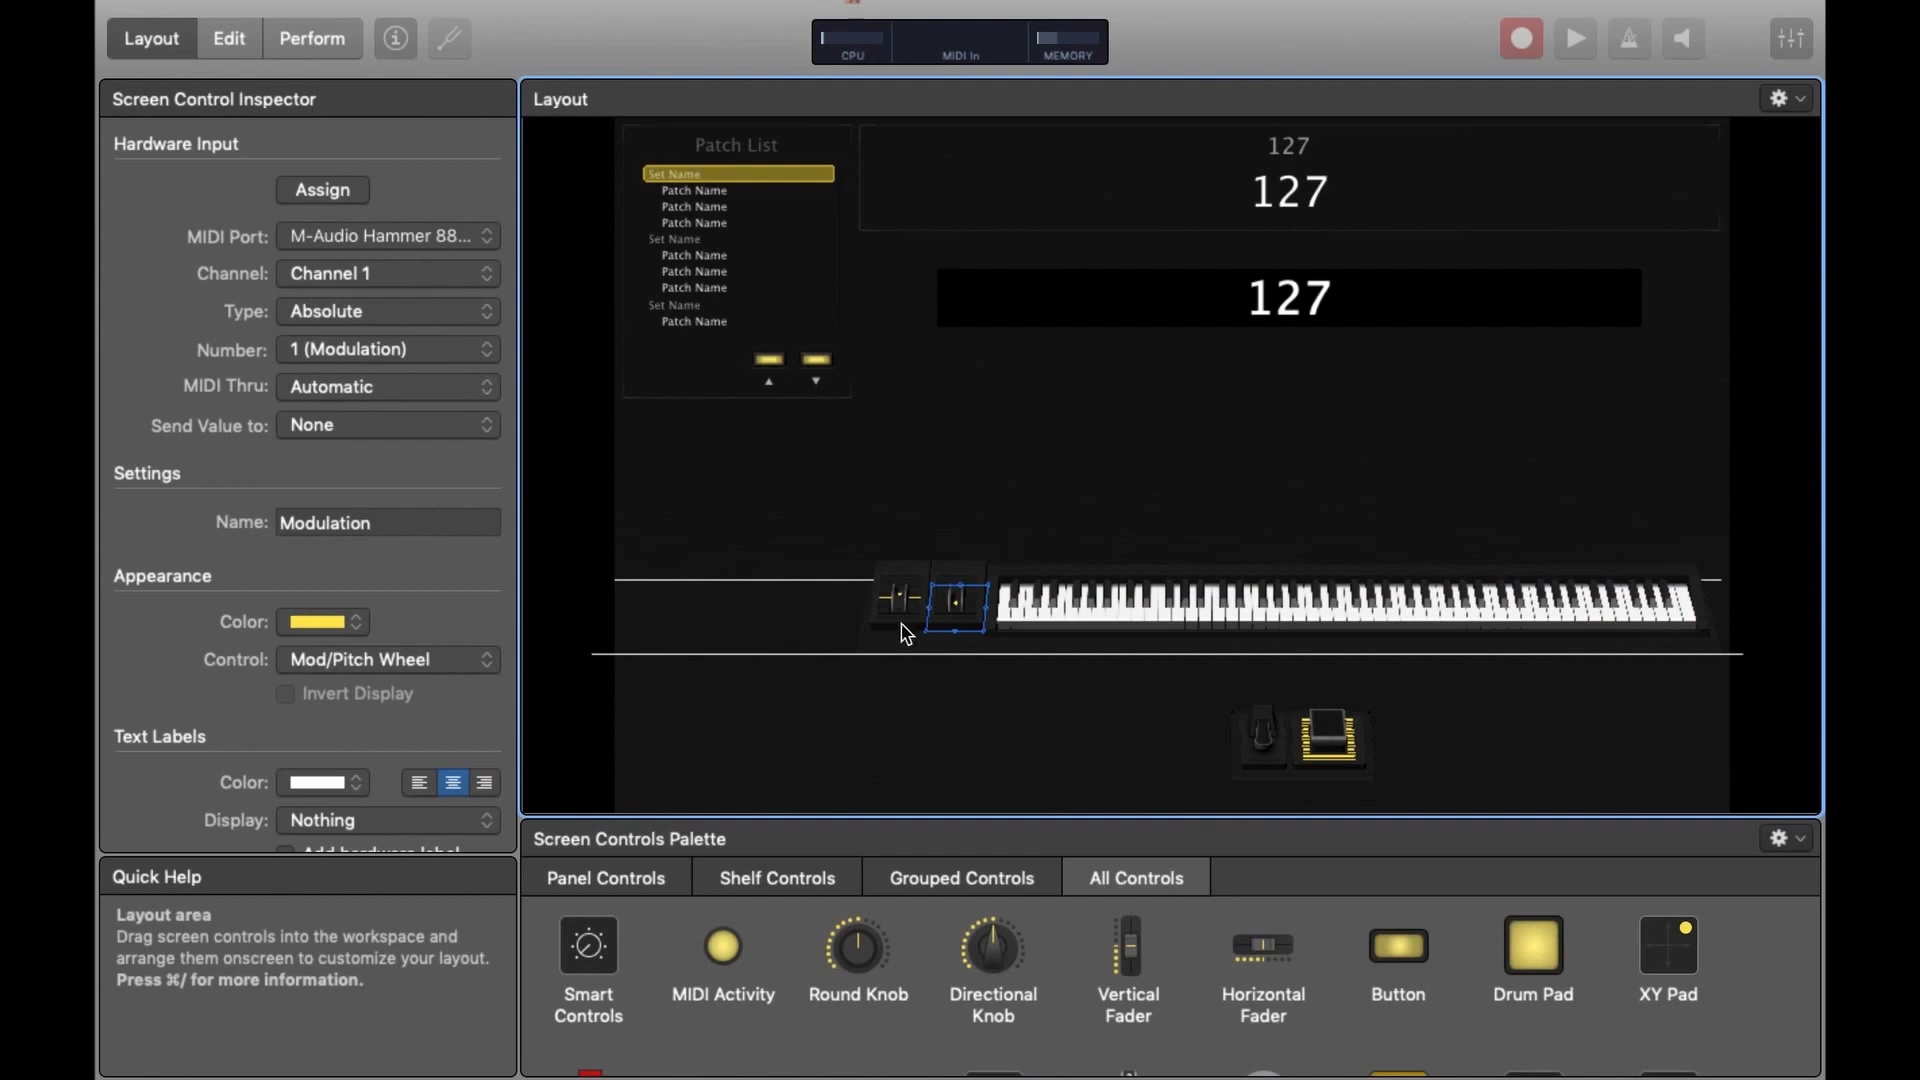 Layout
Edit
Perform
CPU
MIDI In
MEMORY
Screen Control Inspector
Hardware Input
Assign
MIDI Port: M-Audio Hammer 88...
Channel: Channel 1
Type: Absolute
Number: 1 (Modulation)
MIDI Thru: Automatic
Send Value to: None
Settings
Name: Modulation
Appearance
Color:
Control: Mod/Pitch Wheel
Invert Display
Text Labels
Color:
Display: Nothing
Add hardware label
Quick Help
Layout area
Drag screen controls into the workspace and
arrange them onscreen to customize your layout.
Press ⌘/ for more information.
Layout
Patch List
Set Name
Patch Name
Patch Name
Patch Name
Set Name
Patch Name
Patch Name
Patch Name
Set Name
Patch Name
127
127
127
Screen Controls Palette
Panel Controls
Shelf Controls
Grouped Controls
All Controls
Smart
Controls
MIDI Activity
Round Knob
Directional
Knob
Vertical
Fader
Horizontal
Fader
Button
Drum Pad
XY Pad